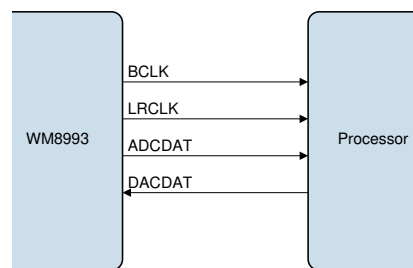 BCLK
LRCLK
WM8993
ADCDAT
Processor
DACDAT